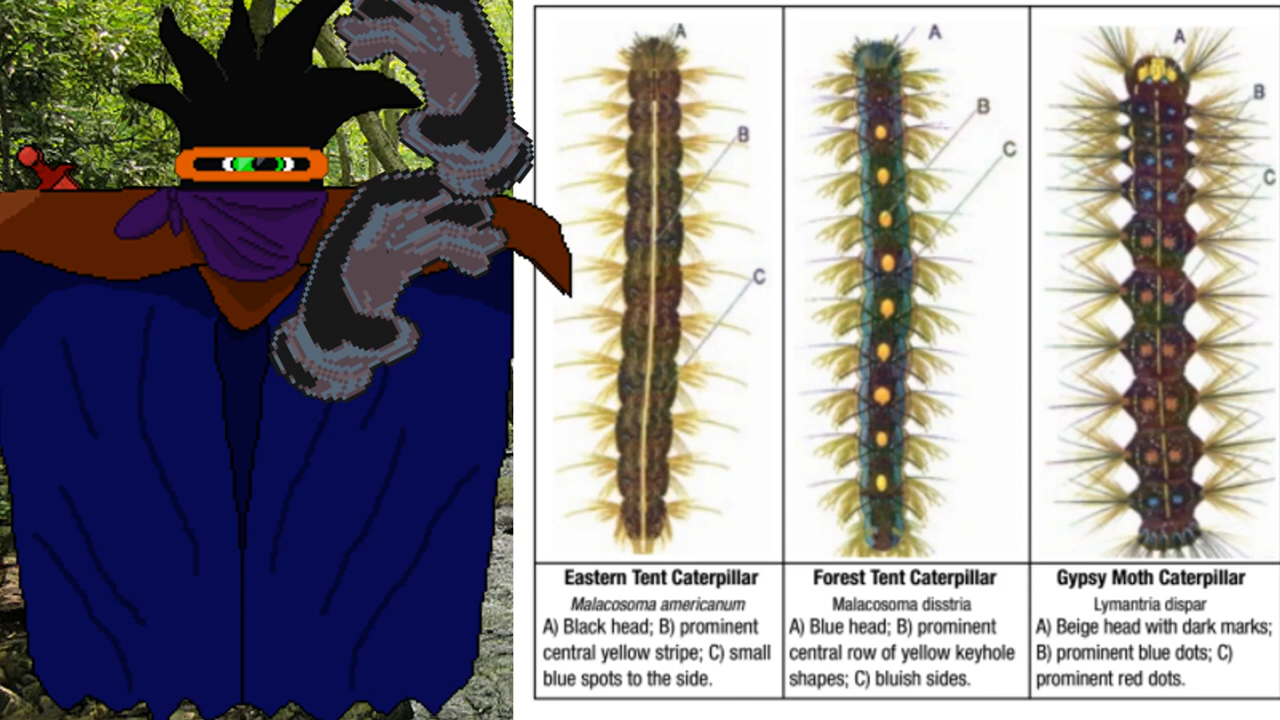 A
B
C
Eastern Tent Caterpillar
Malacosoma americanum
A) Black head; B) prominent
central yellow stripe; C) small
blue spots to the side.
A
B
C
Forest Tent Caterpillar
Malacosoma disstria
A) Blue head; B) prominent
central row of yellow keyhole
shapes; C) bluish sides.
A
B
C
Gypsy Moth Caterpillar
Lymantria dispar
A) Beige head with dark marks;
B) prominent blue dots; C)
prominent red dots.